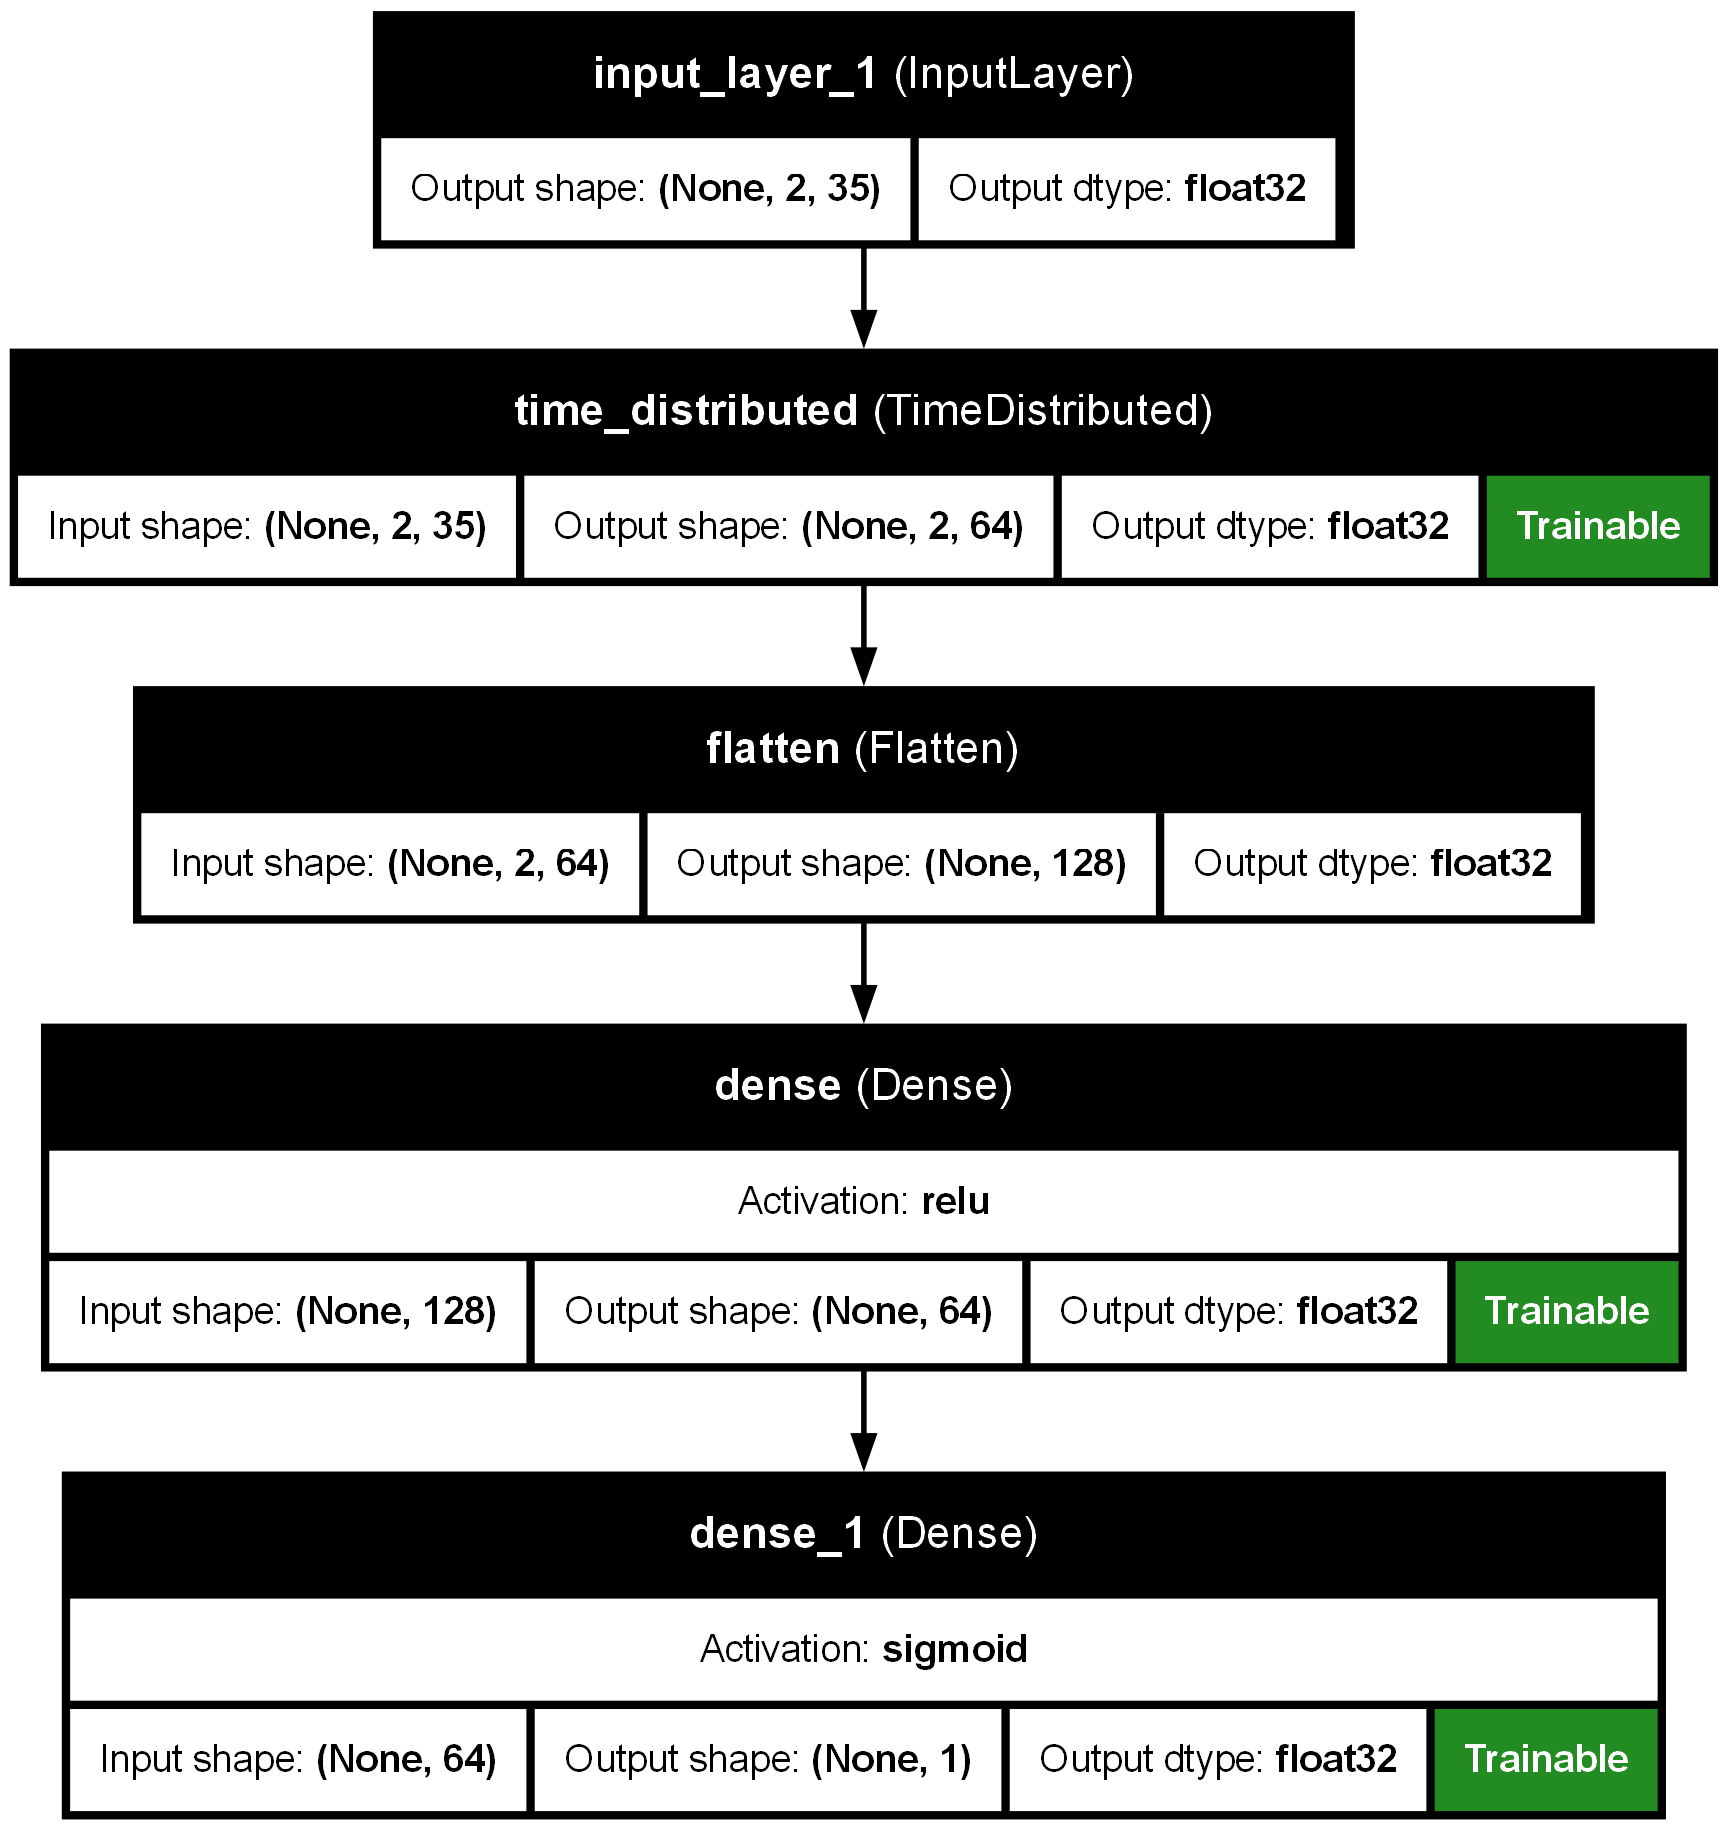 input_layer_1 (InputLayer)
Output shape: (None, 2, 35) Output dtype: float32
time_distributed (TimeDistributed)
Input shape: (None, 2, 35) Output shape: (None, 2, 64) Output dtype: float32 Trainable
flatten (Flatten)
Input shape: (None, 2, 64) Output shape: (None, 128) Output dtype: float32
dense (Dense)
Activation: relu
Input shape: (None, 128) Output shape: (None, 64) Output dtype: float32 Trainable
dense_1 (Dense)
Activation: sigmoid
Input shape: (None, 64) Output shape: (None, 1) Output dtype: float32 Trainable